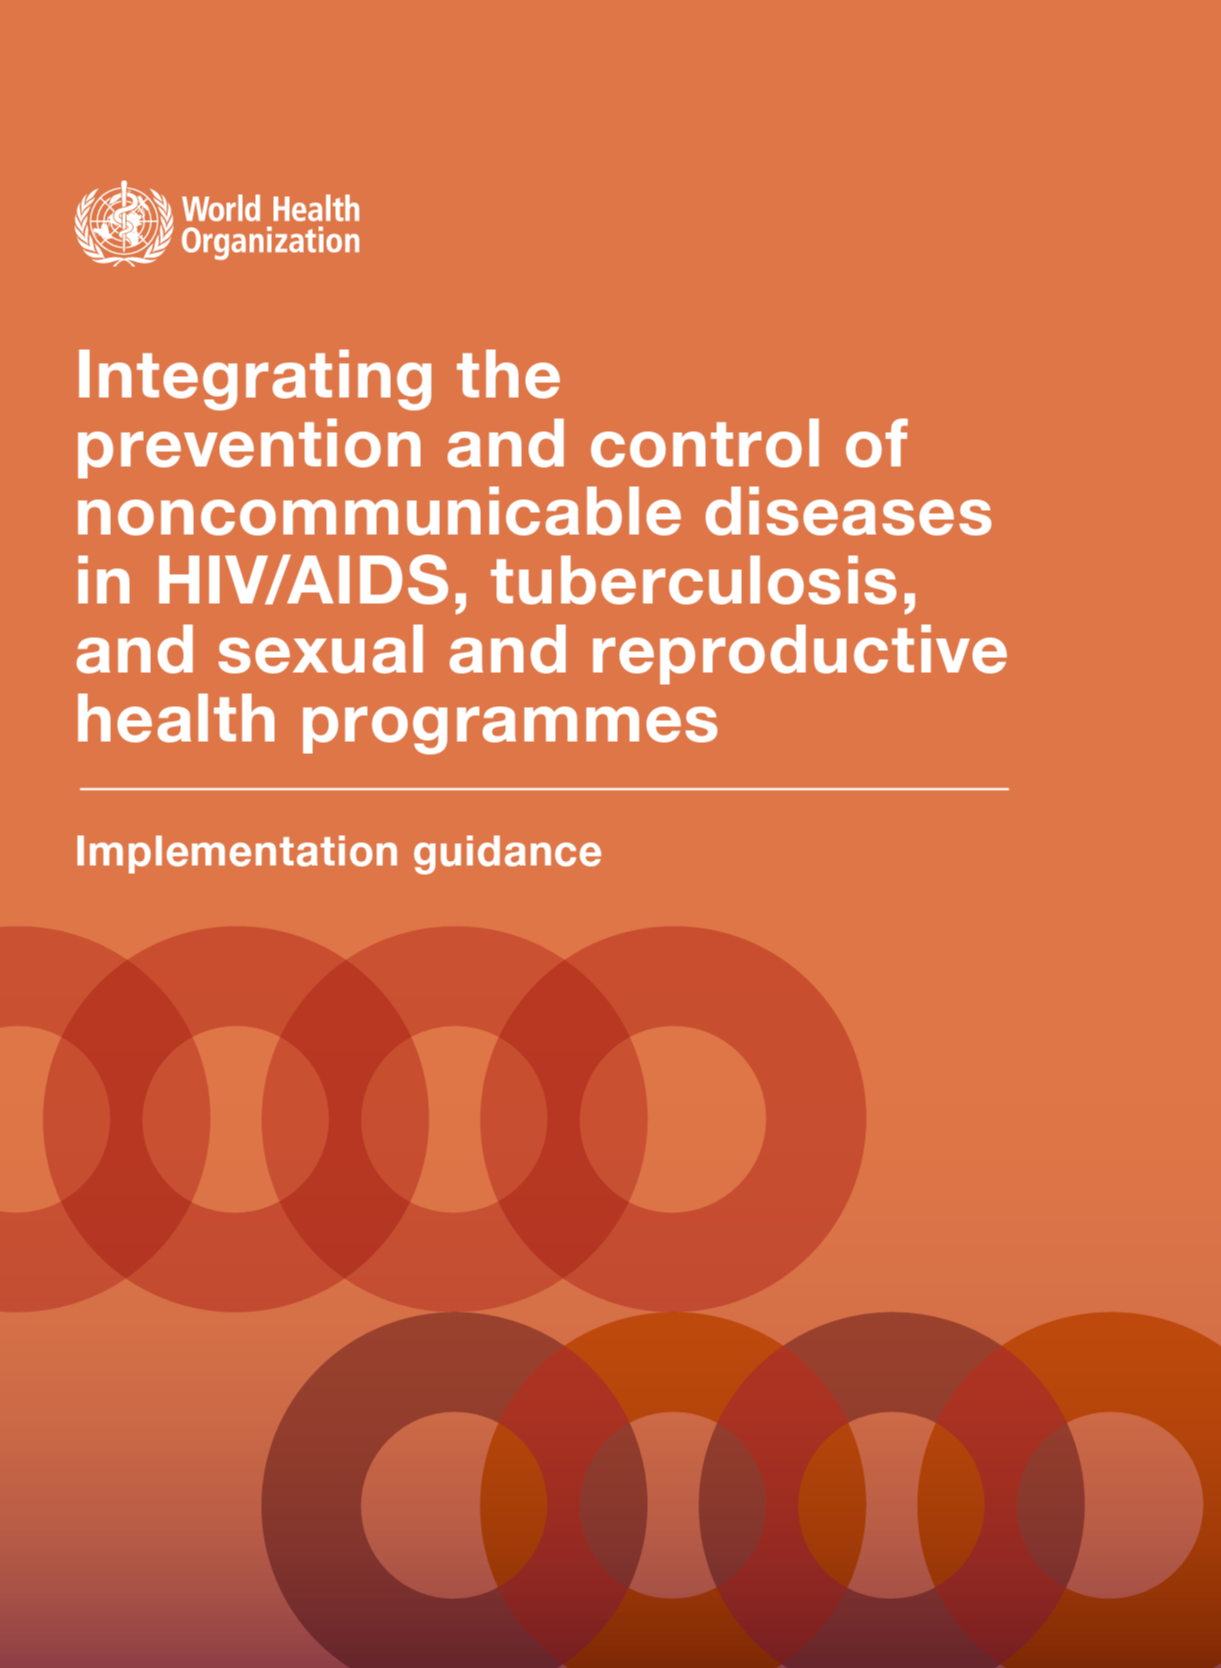 World Health
Organization
Integrating the
prevention and control of
noncommunicable diseases
in HIV/AIDS, tuberculosis,
and sexual and reproductive
health programmes
Implementation guidance